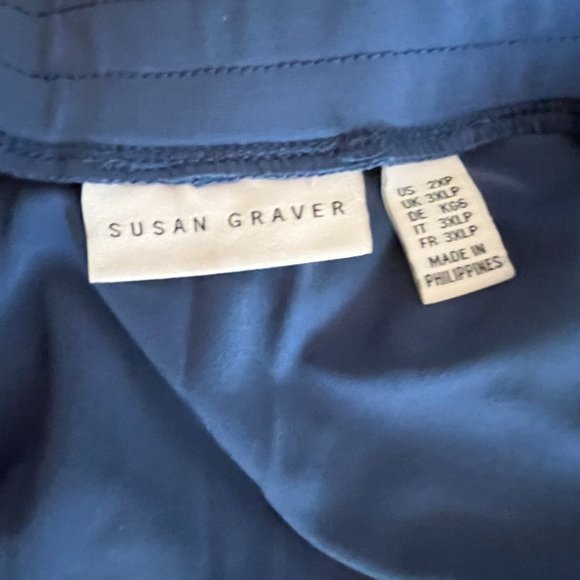 SUSAN GRAVER
US 2XP
UK 3XLP
DE KG6
IT 3XLP
FR 3XLP
MADE IN
PHILIPPINES